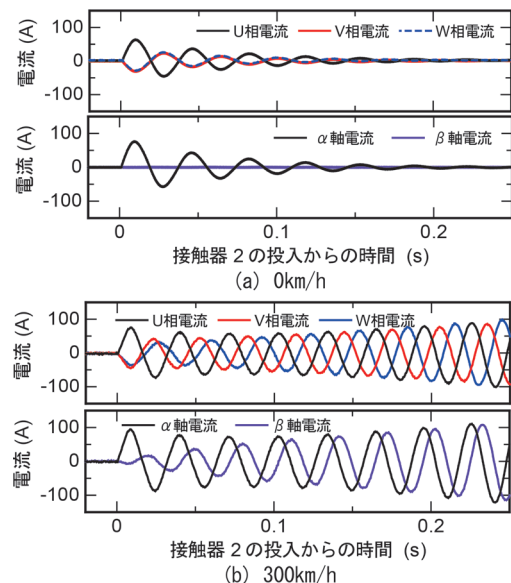 電流 (A)
100
0
-100
U相電流 V相電流 W相電流
電流 (A)
100
0
-100
α軸電流 β軸電流
0 0.1 0.2
接触器2の投入からの時間 (s)
(a) 0km/h
電流 (A)
100
0
-100
U相電流 V相電流 W相電流
電流 (A)
100
0
-100
α軸電流 β軸電流
0 0.1 0.2
接触器2の投入からの時間 (s)
(b) 300km/h